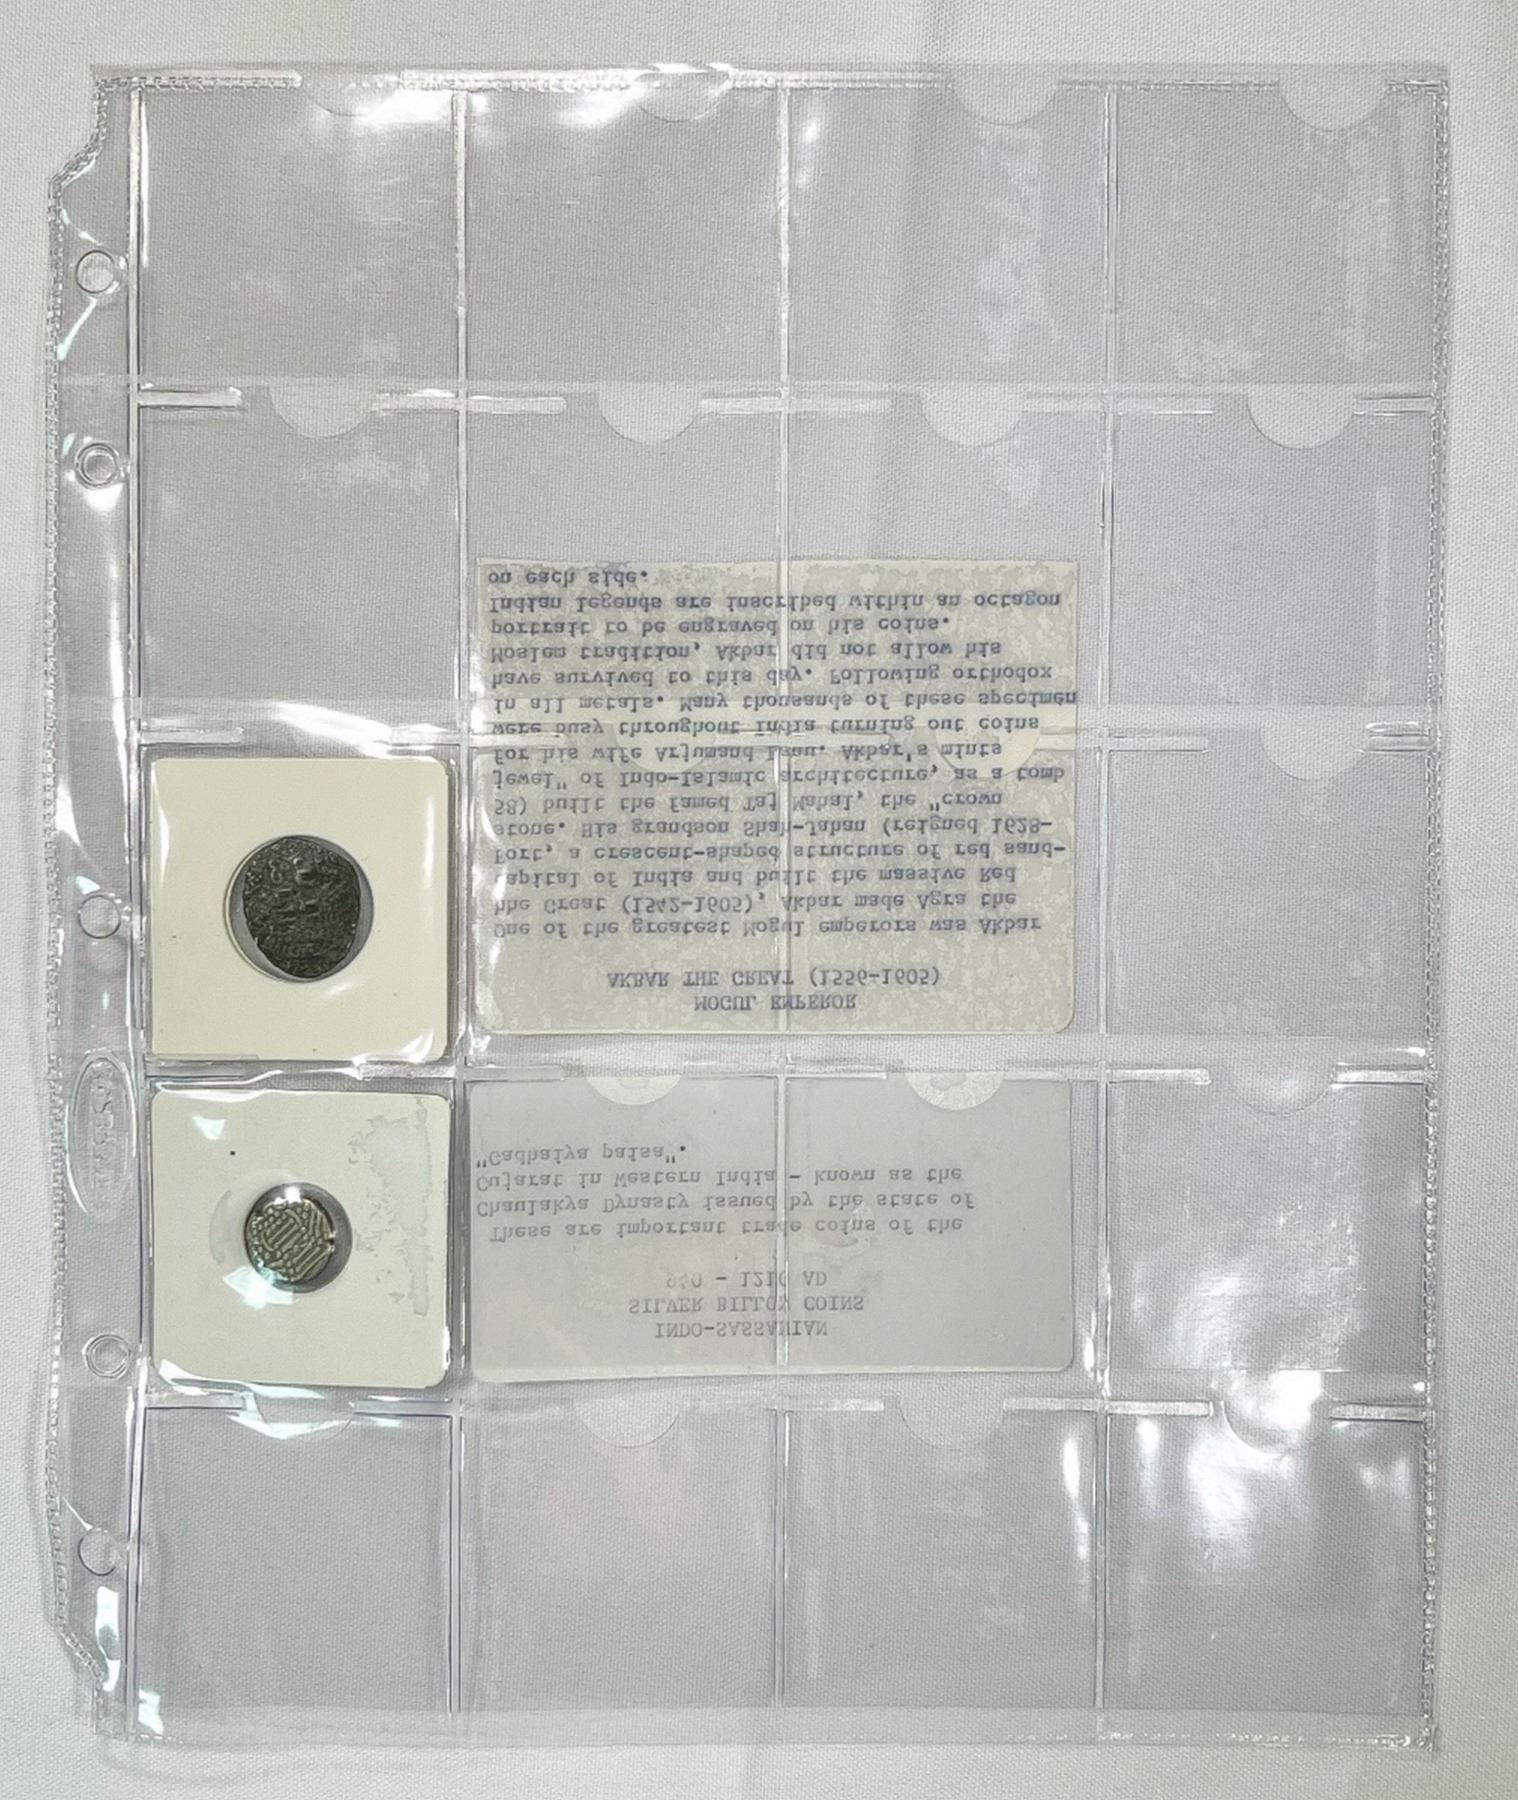 INDO-SASSANIAN
SILVER BILLON COINS
940 - 1210 AD
These are important trade coins of the
Chaulakya Dynasty issued by the state of
Gujarat in Western India - known as the
"Gadhaiya paisa".
MOGUL EMPEROR
AKBAR THE GREAT (1556-1605)
One of the greatest Mogul emperors was Akbar
hhe Great (1542-1605). Akbar made Agra the
capital of India and built the massive Red
Fort, a crescent-shaped structure of red sand-
stone. His grandson Shah-Jahan (reigned 1628-
58) built the famed Taj Mahal, the "crown
jewel" of Indo-Islamic architecture, as a tomb
for his wife Arjumand Banu. Akbar's mints
were busy throughout India turning out coins
in all metals. Many thousands of these specimen
have survived to this day. Following orthodox
Moslem tradition, Akbar did not allow his
portrait to be engraved on his coins.
Indian legends are inscribed within an octagon
on each side.